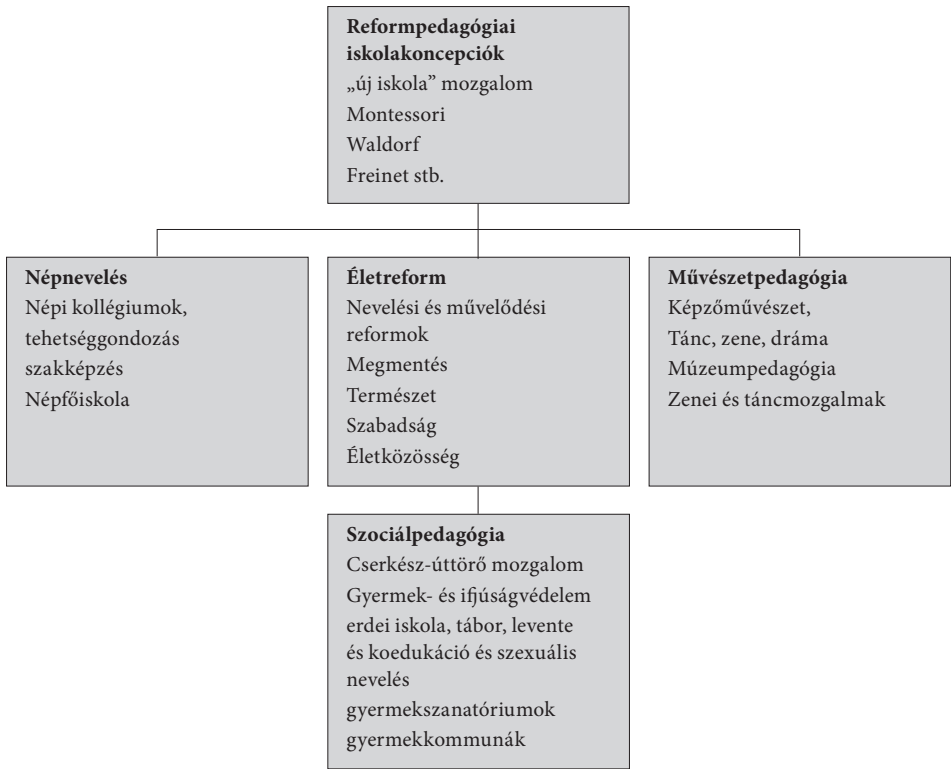 Reformpedagógiai
iskolakoncepciók
„új iskola” mozgalom
Montessori
Waldorf
Freinet stb.
Népnevelés
Népi kollégiumok,
tehetséggondozás
szakképzés
Népfőiskola
Életreform
Nevelési és művelődési
reformok
Megmentés
Természet
Szabadság
Életközösség
Művészetpedagógia
Képzőművészet,
Tánc, zene, dráma
Múzeumpedagógia
Zenei és táncmozgalmak
Szociálpedagógia
Cserkész-úttörő mozgalom
Gyermek- és ifjúságvédelem
erdei iskola, tábor, levente
és koedukáció és szexuális
nevelés
gyermekszanatóriumok
gyermekkommunák